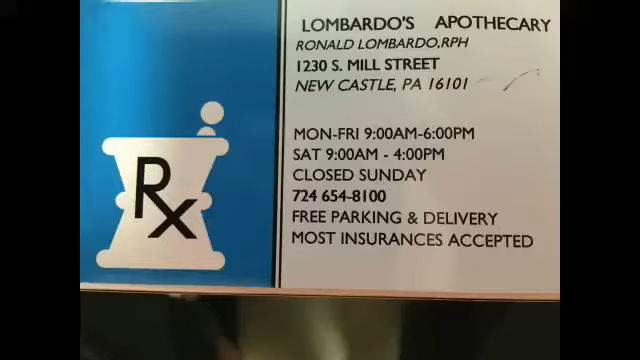 LOMBARDO'S APOTHECARY
RONALD LOMBARDO,RPH
1230 S. MILL STREET
NEW CASTLE, PA 16101
MON-FRI 9:00AM-6:00PM
SAT 9:00AM - 4:00PM
CLOSED SUNDAY
724 654-8100
FREE PARKING & DELIVERY
MOST INSURANCES ACCEPTED
Rx